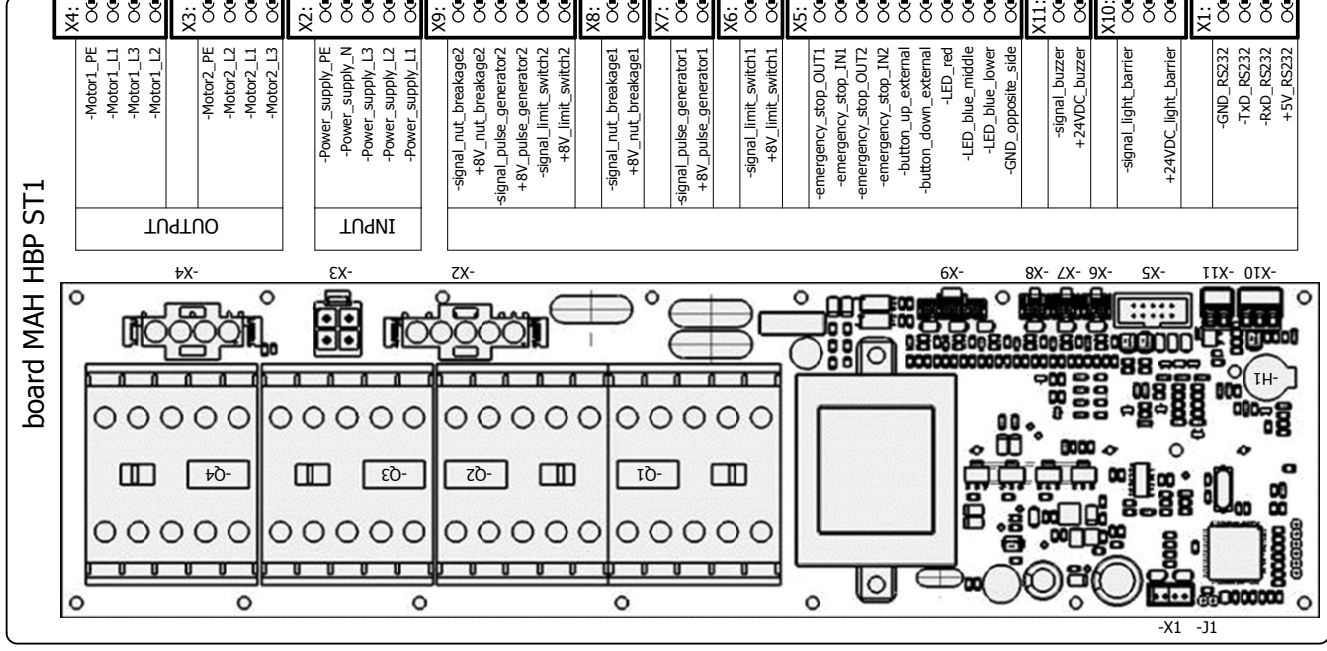 board MAH HBP ST1
X4:
-Motor1_PE
-Motor1_L1
-Motor1_L3
-Motor1_L2
X3:
-Motor2_PE
-Motor2_L2
-Motor2_L1
-Motor2_L3
X2:
-Power_supply_PE
-Power_supply_N
-Power_supply_L3
-Power_supply_L2
-Power_supply_L1
X9:
-signal_nut_breakage2
+8V_nut_breakage2
-signal_pulse_generator2
+8V_pulse_generator2
-signal_limit_switch2
+8V_limit_switch2
X8:
-signal_nut_breakage1
+8V_nut_breakage1
X7:
-signal_pulse_generator1
+8V_pulse_generator1
X6:
-signal_limit_switch1
+8V_limit_switch1
X5:
-emergency_stop_OUT1
-emergency_stop_IN1
-emergency_stop_OUT2
-emergency_stop_IN2
-button_up_external
-button_down_external
-LED_red
-LED_blue_middle
-LED_blue_lower
-GND_opposite_side
X11:
-signal_buzzer
+24VDC_buzzer
X10:
-signal_light_barrier
+24VDC_light_barrier
X1:
-GND_RS232
-TxD_RS232
-RxD_RS232
+5V_RS232
OUTPUT
INPUT
-X4
-X3
-X2
-X9
-X8
-X7
-X6
-X5
-X11
-X10
-H1
-Q4
-Q3
-Q2
-Q1
-X1
-J1